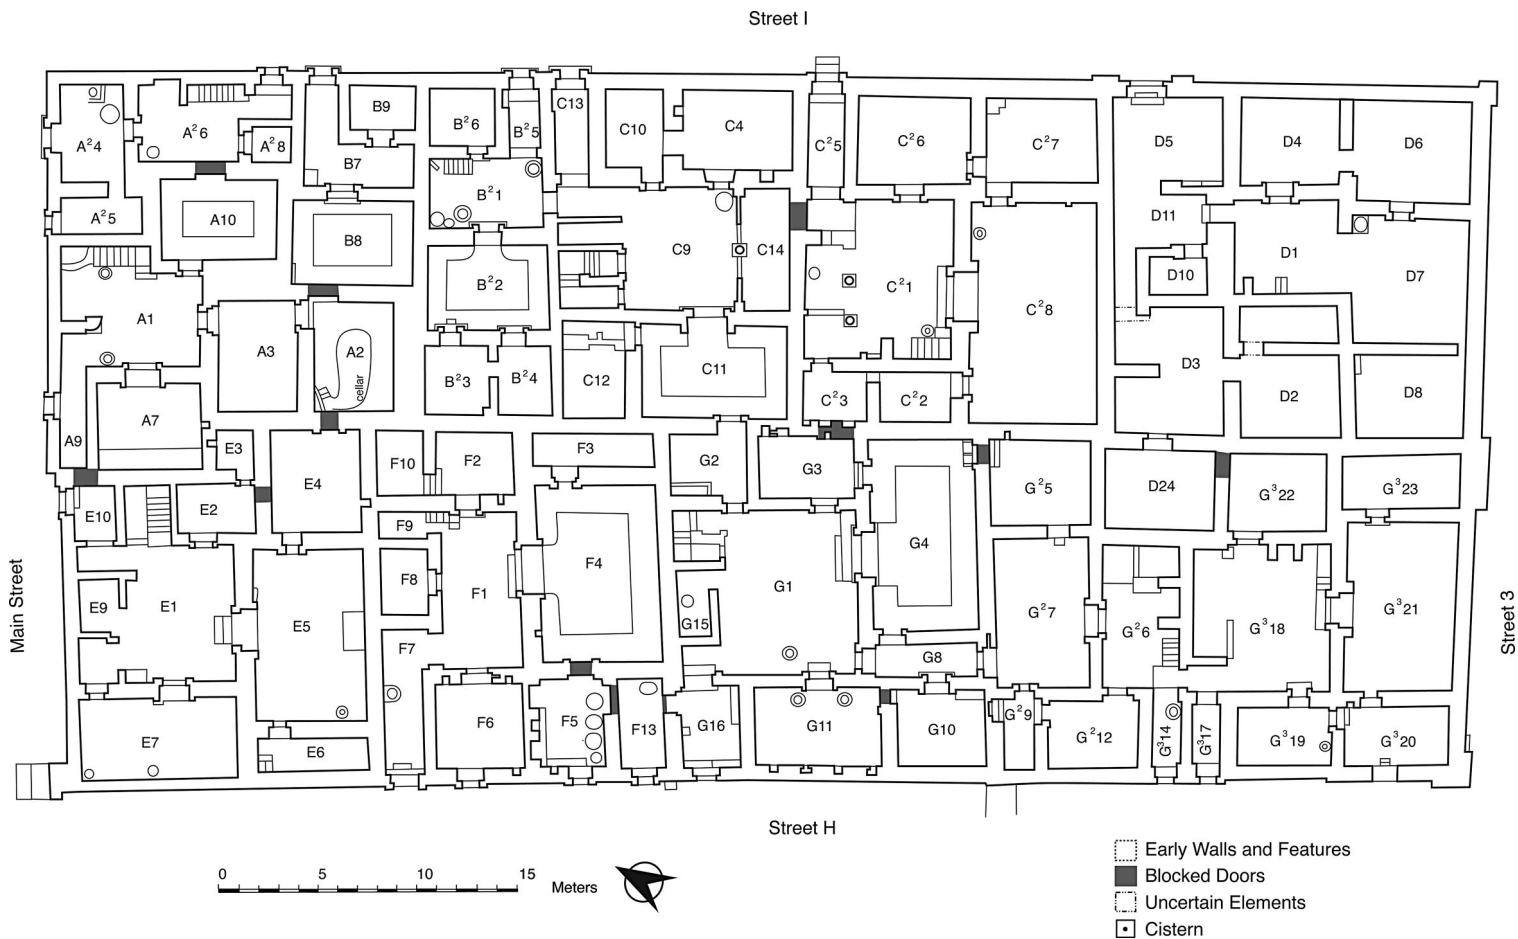 Street I
A²4
A²6
A²8
A²5
A10
B9
B7
B8
B²6
B²5
B²1
B²2
B²3
B²4
C13
C10
C4
C9
C14
C12
C11
C²5
C²6
C²7
C²1
C²8
C²3
C²2
D5
D4
D6
D11
D10
D1
D7
D3
D2
D8
A1
A3
A2
cellar
A7
A9
E3
E4
E10
E2
E1
E9
E5
E7
E6
F10
F2
F3
F9
F8
F1
F4
F7
F6
F5
F13
G2
G3
G4
G1
G15
G8
G16
G11
G10
G²5
G²7
G²6
G²9
G²12
D24
G³22
G³23
G³18
G³21
G³14
G³17
G³19
G³20
Main Street
Street 3
Street H
0 5 10 15
Meters
Early Walls and Features
Blocked Doors
Uncertain Elements
Cistern